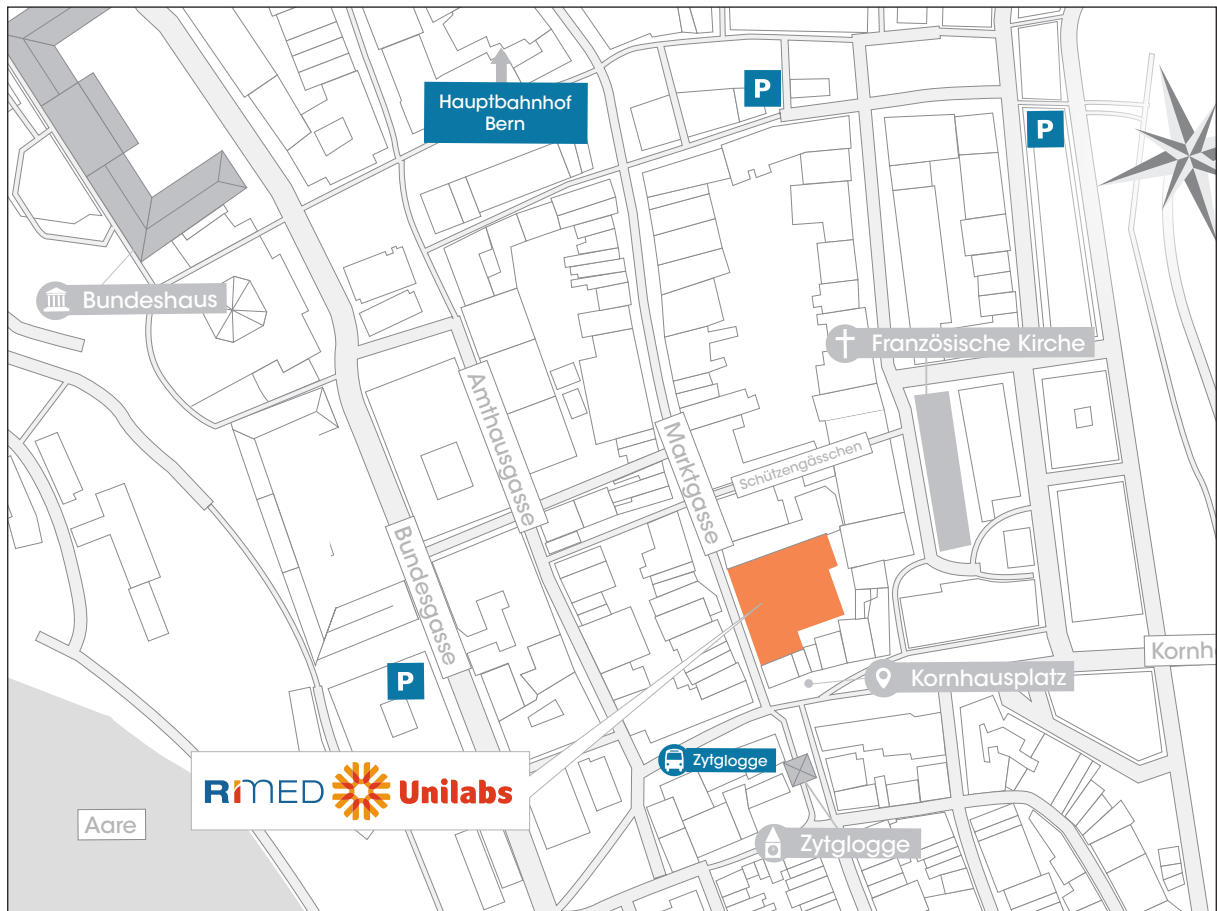 Hauptbahnhof
Bern
P
P
Bundeshaus
Französische Kirche
Amthausgasse
Marktgasse
Schützengässchen
Bundesgasse
Kornh
P
Kornhausplatz
Zytglogge
RIMED Unilabs
Aare
Zytglogge